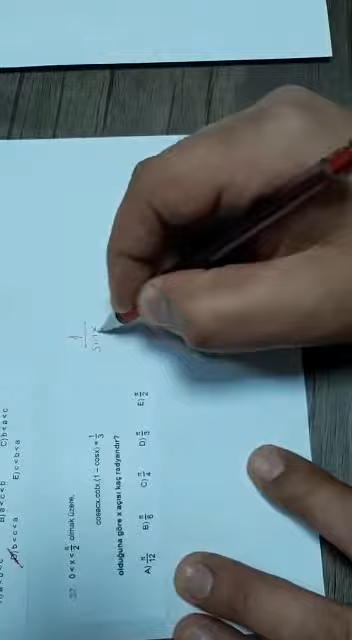 B) a < c < b
C) b < a < c
D) b < c < a
E) c < b < a
37. 0 < x < π/2 olmak üzere,
cosecx.cotx.(1 − cosx) = 1/3
olduğuna göre x açısı kaç radyandır?
A) π/12 B) π/6 C) π/4 D) π/3 E) π/2
1